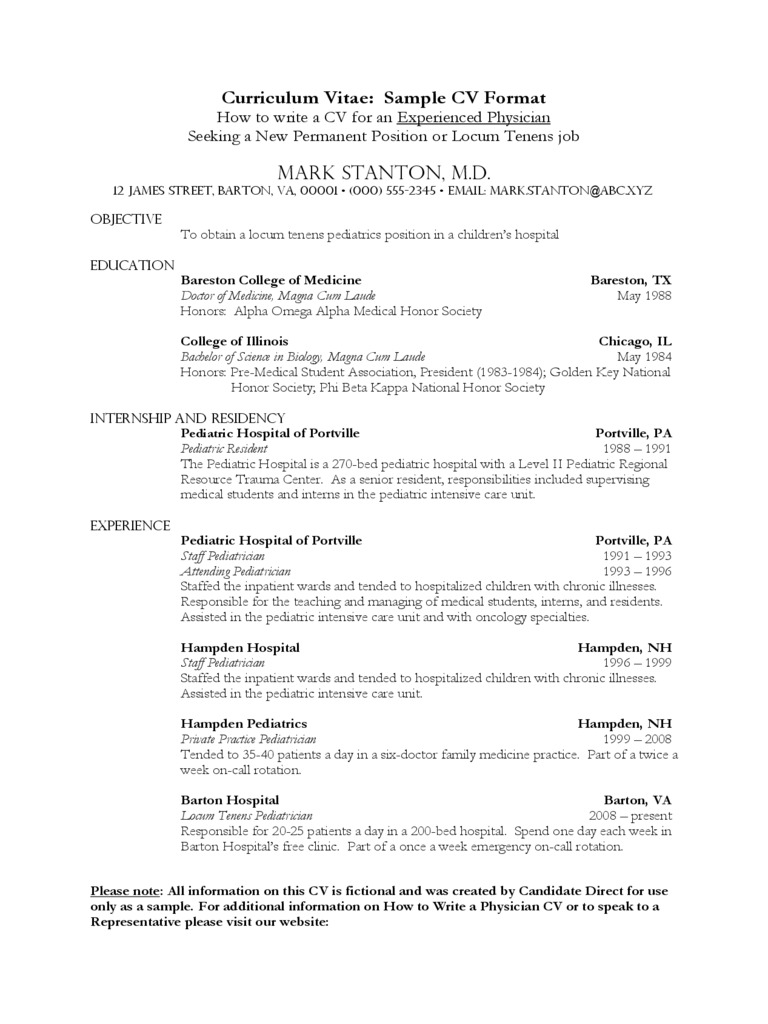 Curriculum Vitae:  Sample CV Format
How to write a CV for an Experienced Physician
Seeking a New Permanent Position or Locum Tenens job
MARK STANTON, M.D.
12 JAMES STREET, BARTON, VA, 00001 • (000) 555-2345 • EMAIL: MARK.STANTON@ABC.XYZ
OBJECTIVE
To obtain a locum tenens pediatrics position in a children's hospital
EDUCATION
Bareston College of Medicine Bareston, TX
Doctor of Medicine, Magna Cum Laude May 1988
Honors:  Alpha Omega Alpha Medical Honor Society
College of Illinois Chicago, IL
Bachelor of Science in Biology, Magna Cum Laude May 1984
Honors: Pre-Medical Student Association, President (1983-1984); Golden Key National
Honor Society; Phi Beta Kappa National Honor Society
INTERNSHIP AND RESIDENCY
Pediatric Hospital of Portville Portville, PA
Pediatric Resident 1988 – 1991
The Pediatric Hospital is a 270-bed pediatric hospital with a Level II Pediatric Regional
Resource Trauma Center.  As a senior resident, responsibilities included supervising
medical students and interns in the pediatric intensive care unit.
EXPERIENCE
Pediatric Hospital of Portville Portville, PA
Staff Pediatrician 1991 – 1993
Attending Pediatrician 1993 – 1996
Staffed the inpatient wards and tended to hospitalized children with chronic illnesses.
Responsible for the teaching and managing of medical students, interns, and residents.
Assisted in the pediatric intensive care unit and with oncology specialties.
Hampden Hospital Hampden, NH
Staff Pediatrician 1996 – 1999
Staffed the inpatient wards and tended to hospitalized children with chronic illnesses.
Assisted in the pediatric intensive care unit.
Hampden Pediatrics Hampden, NH
Private Practice Pediatrician 1999 – 2008
Tended to 35-40 patients a day in a six-doctor family medicine practice.  Part of a twice a
week on-call rotation.
Barton Hospital Barton, VA
Locum Tenens Pediatrician 2008 – present
Responsible for 20-25 patients a day in a 200-bed hospital.  Spend one day each week in
Barton Hospital's free clinic.  Part of a once a week emergency on-call rotation.
Please note: All information on this CV is fictional and was created by Candidate Direct for use
only as a sample. For additional information on How to Write a Physician CV or to speak to a
Representative please visit our website: